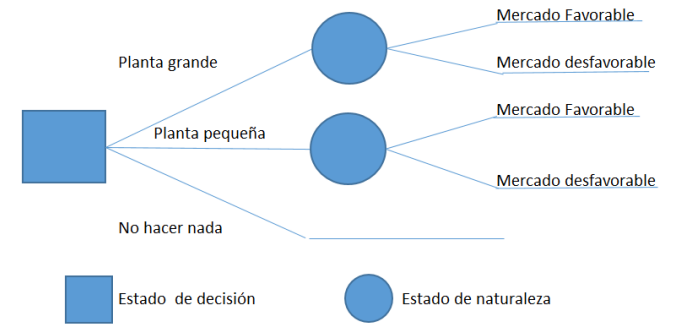 Mercado Favorable
Planta grande
Mercado desfavorable
Mercado Favorable
Planta pequeña
Mercado desfavorable
No hacer nada
Estado de decisión
Estado de naturaleza